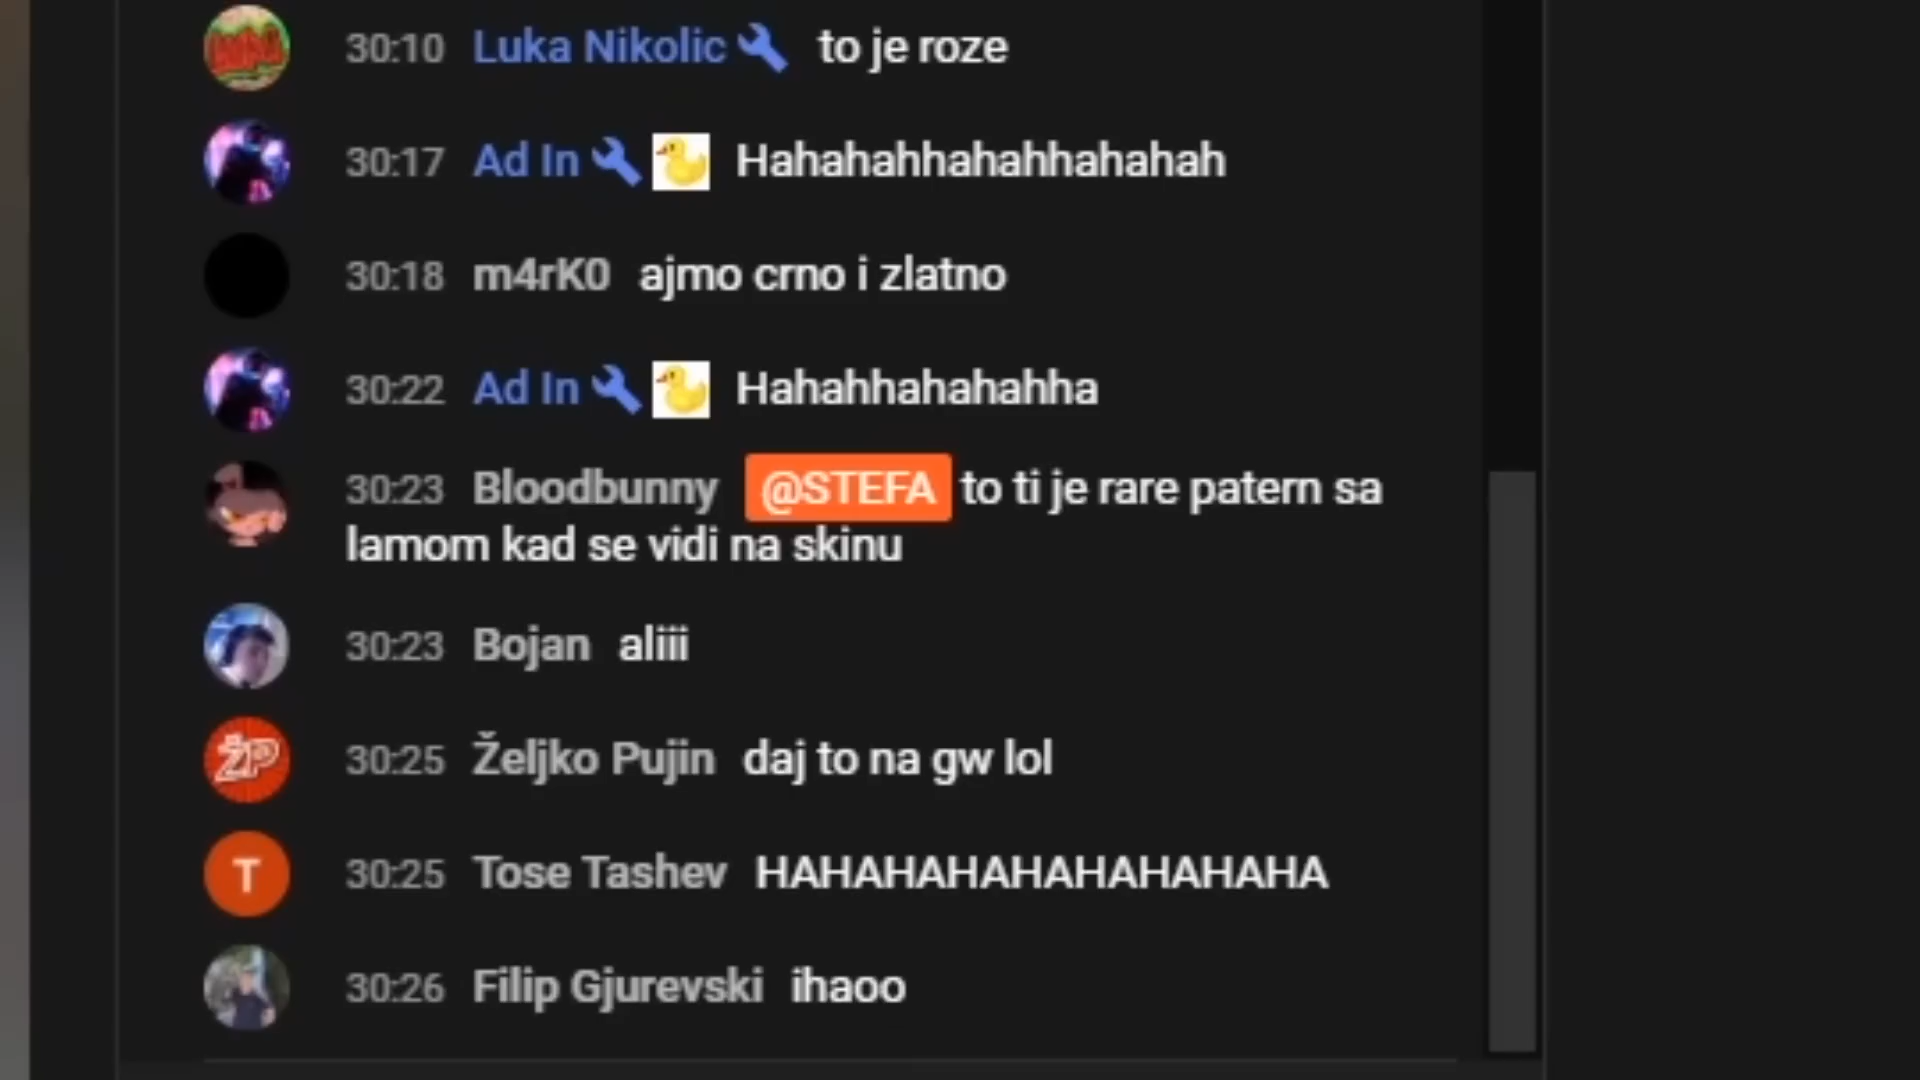 30:10 Luka Nikolic to je roze
30:17 Ad In Hahahahhahahhahahah
30:18 m4rK0 ajmo crno i zlatno
30:22 Ad In Hahahhahahahha
30:23 Bloodbunny @STEFA to ti je rare patern sa
lamom kad se vidi na skinu
30:23 Bojan aliii
ŽP 30:25 Željko Pujin daj to na gw lol
T 30:25 Tose Tashev HAHAHAHAHAHAHAHAHA
30:26 Filip Gjurevski ihaoo